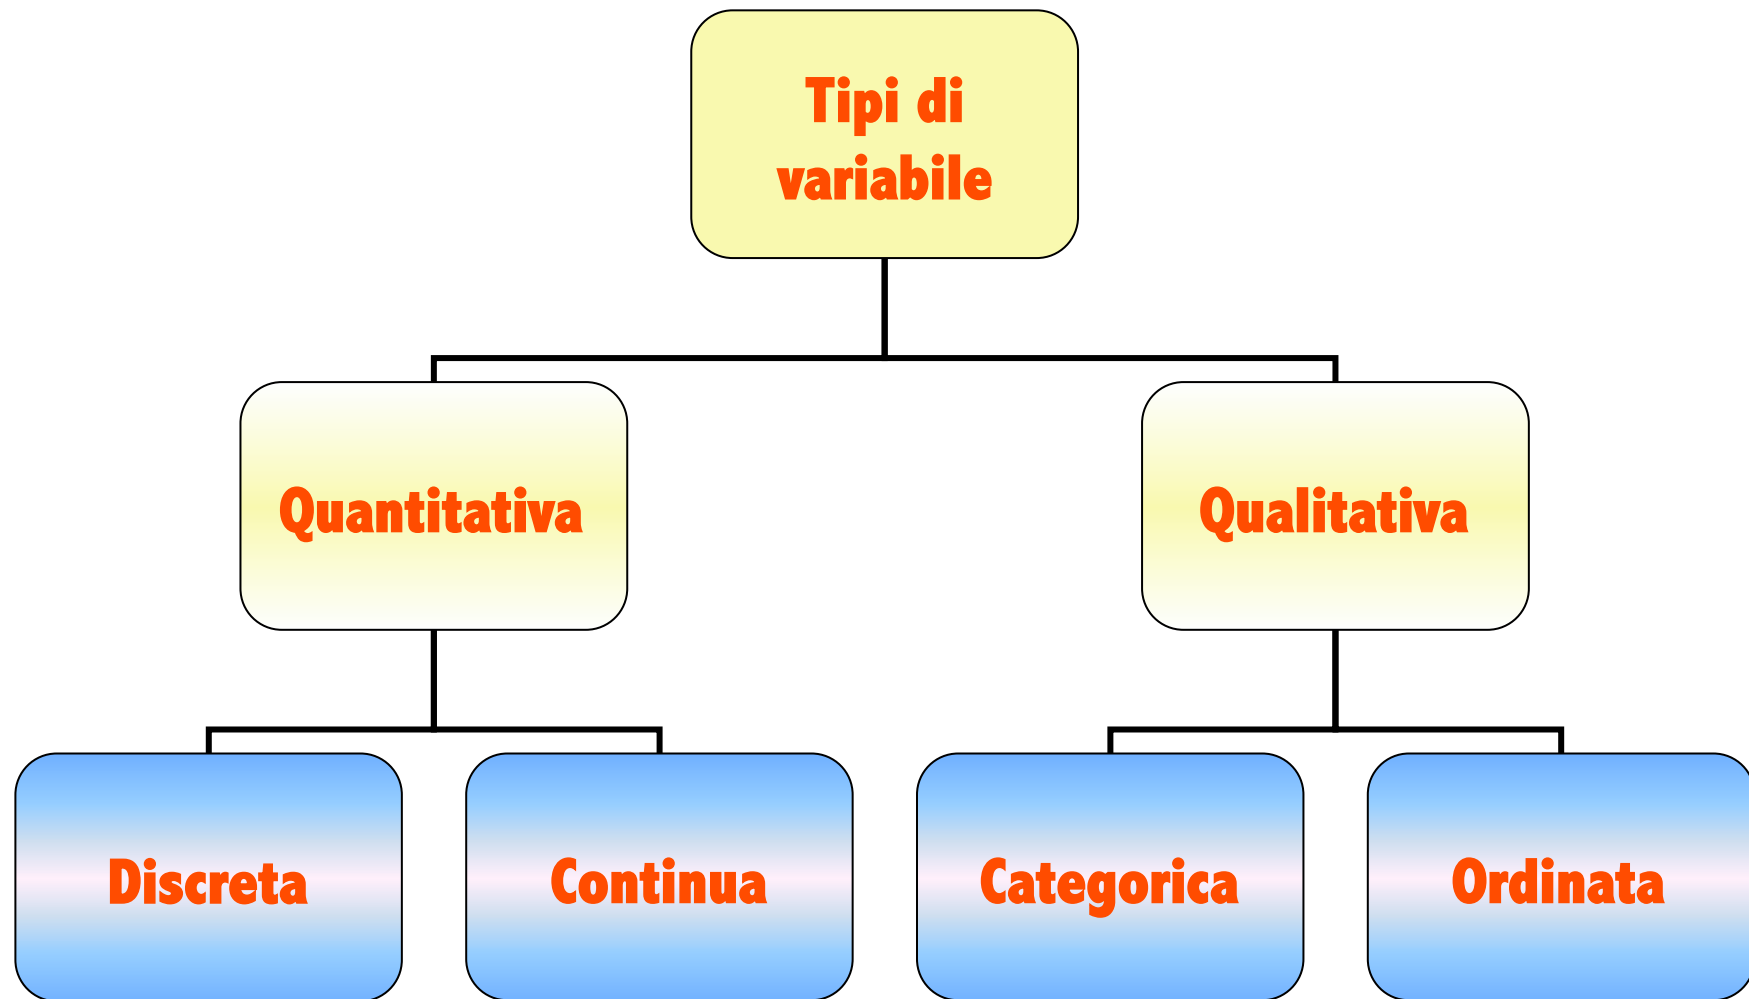 Tipi di
variabile
Quantitativa
Qualitativa
Discreta
Continua
Categorica
Ordinata